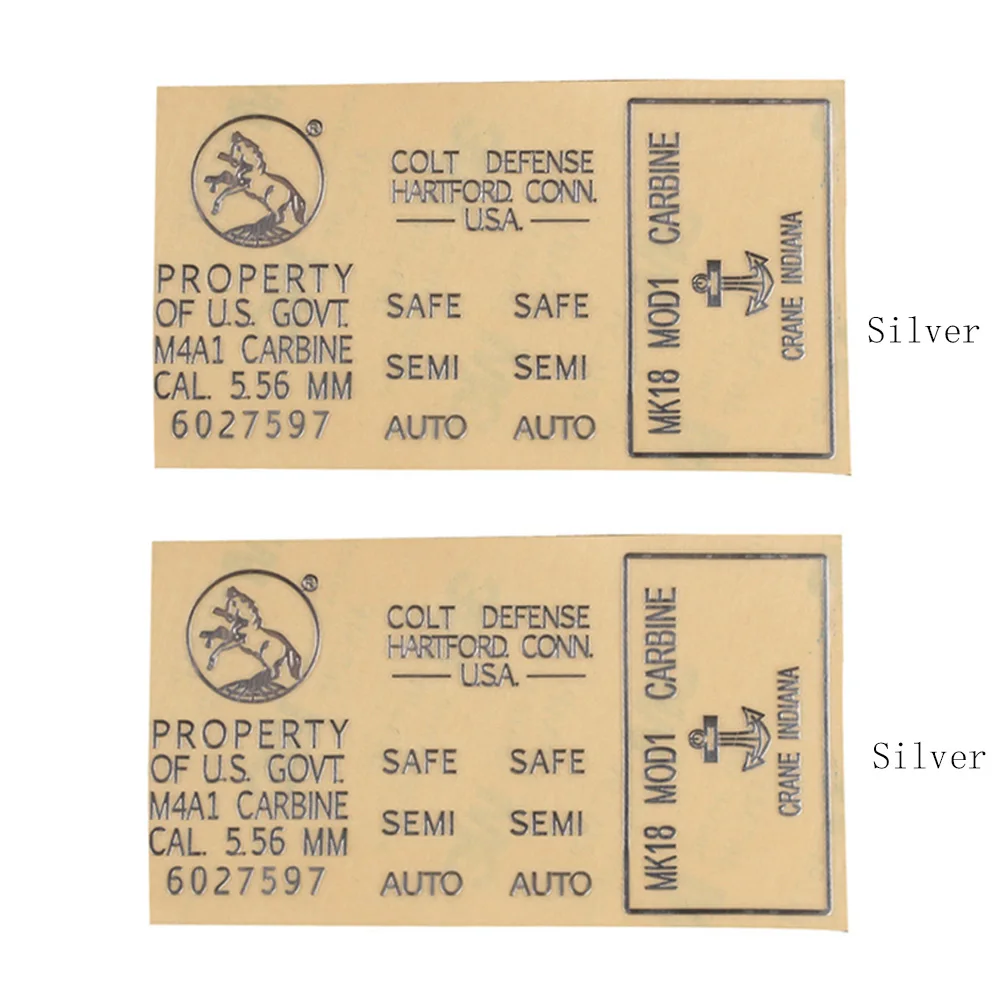 ®
COLT DEFENSE
HARTFORD. CONN.
U.S.A.
PROPERTY
OF U.S. GOVT.
M4A1 CARBINE
CAL. 5.56 MM
6027597
SAFE SAFE
SEMI SEMI
AUTO AUTO
MK18 MOD1 CARBINE
CRANE INDIANA
Silver
®
COLT DEFENSE
HARTFORD. CONN.
U.S.A.
PROPERTY
OF U.S. GOVT.
M4A1 CARBINE
CAL. 5.56 MM
6027597
SAFE SAFE
SEMI SEMI
AUTO AUTO
MK18 MOD1 CARBINE
CRANE INDIANA
Silver